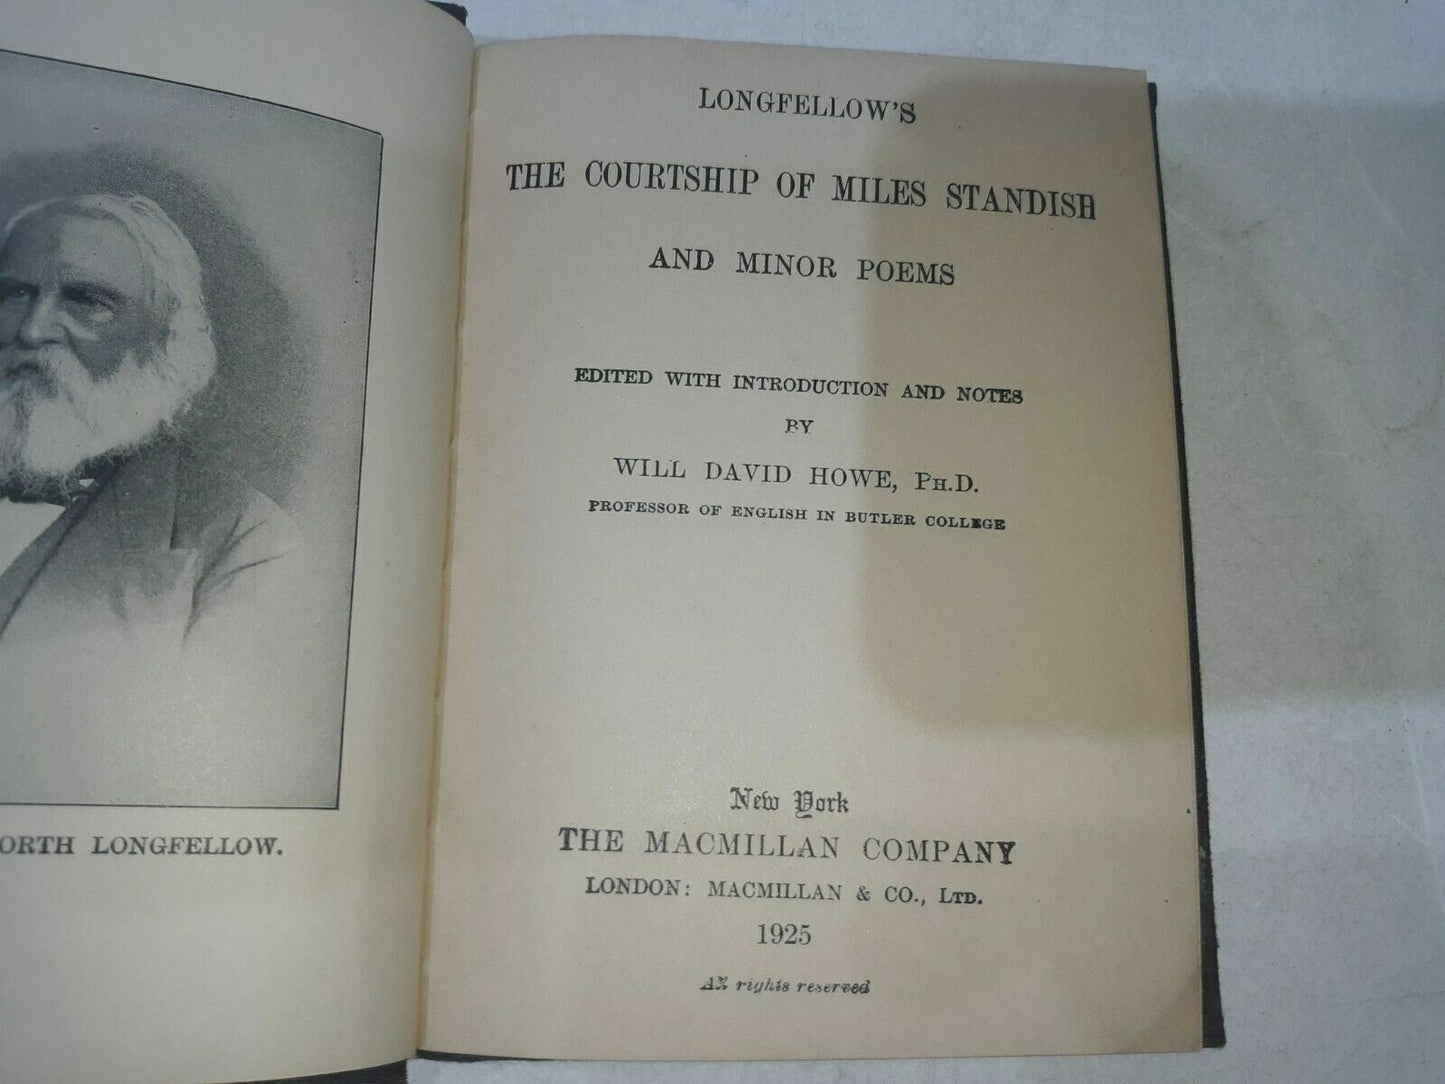 ORTH LONGFELLOW.
LONGFELLOW'S
THE COURTSHIP OF MILES STANDISH
AND MINOR POEMS
EDITED WITH INTRODUCTION AND NOTES
BY
WILL DAVID HOWE, PH.D.
PROFESSOR OF ENGLISH IN BUTLER COLLEGE
New York
THE MACMILLAN COMPANY
LONDON: MACMILLAN & CO., LTD.
1925
All rights reserved